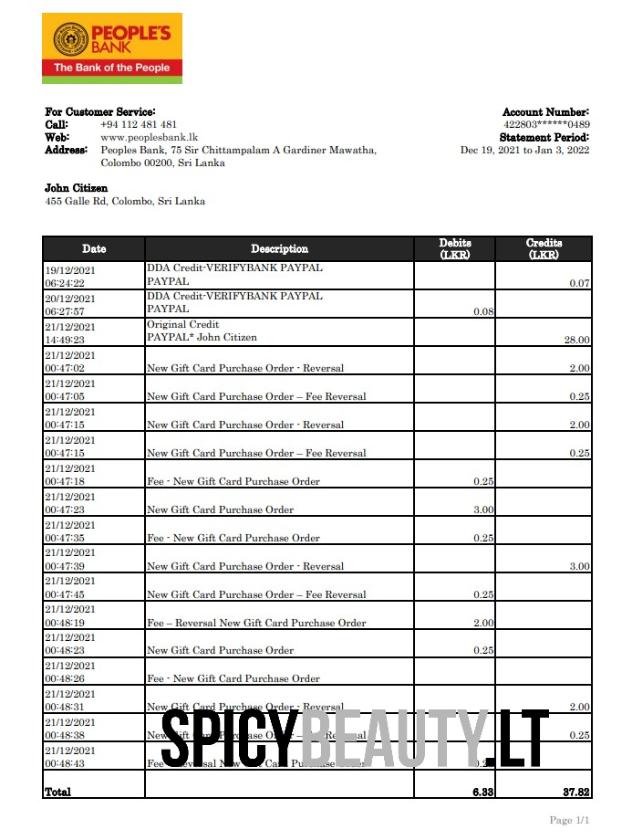 PEOPLE'S
BANK
The Bank of the People
For Customer Service:
Call: +94 112 481 481
Web: www.peoplesbank.lk
Address: Peoples Bank, 75 Sir Chittampalam A Gardiner Mawatha,
Colombo 00200, Sri Lanka
Account Number:
422803******0489
Statement Period:
Dec 19, 2021 to Jan 3, 2022
John Citizen
455 Galle Rd, Colombo, Sri Lanka
Date Description Debits (LKR) Credits (LKR)
19/12/2021 DDA Credit-VERIFYBANK PAYPAL
06:24:22 PAYPAL 0.07
20/12/2021 DDA Credit-VERIFYBANK PAYPAL
06:27:57 PAYPAL 0.08
21/12/2021 Original Credit
14:49:23 PAYPAL* John Citizen 28.00
21/12/2021
00:47:02 New Gift Card Purchase Order - Reversal 2.00
21/12/2021
00:47:05 New Gift Card Purchase Order – Fee Reversal 0.25
21/12/2021
00:47:15 New Gift Card Purchase Order - Reversal 2.00
21/12/2021
00:47:15 New Gift Card Purchase Order – Fee Reversal 0.25
21/12/2021
00:47:18 Fee - New Gift Card Purchase Order 0.25
21/12/2021
00:47:23 New Gift Card Purchase Order 3.00
21/12/2021
00:47:35 Fee - New Gift Card Purchase Order 0.25
21/12/2021
00:47:39 New Gift Card Purchase Order - Reversal 3.00
21/12/2021
00:47:45 New Gift Card Purchase Order – Fee Reversal 0.25
21/12/2021
00:48:19 Fee – Reversal New Gift Card Purchase Order 2.00
21/12/2021
00:48:23 New Gift Card Purchase Order 0.25
21/12/2021
00:48:26 Fee - New Gift Card Purchase Order
21/12/2021
00:48:31 New Gift Card Purchase Order - Reversal 2.00
21/12/2021
00:48:38 0.25
21/12/2021
00:48:43 Fee
SPICYBEAUTY.LT
Total 6.33 37.82
Page 1/1